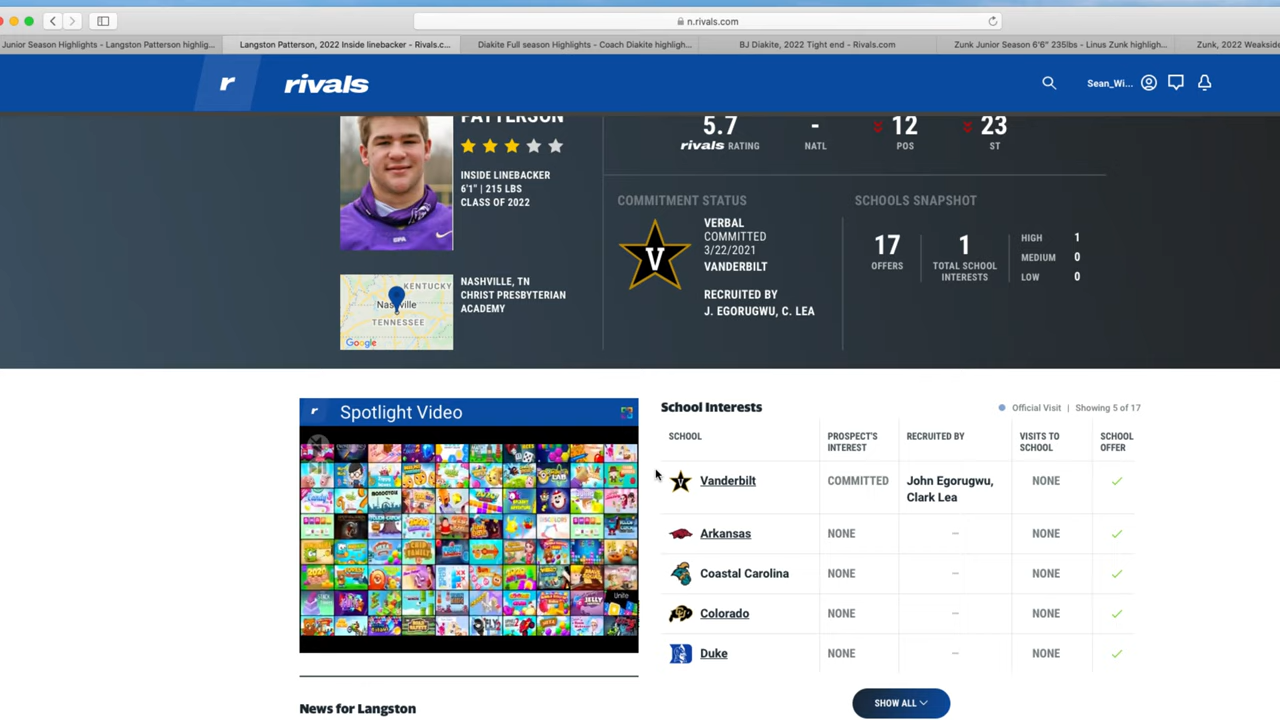 n.rivals.com
Junior Season Highlights - Langston Patterson highlig...
Langston Patterson, 2022 Inside linebacker - Rivals.c...
Diakite Full season Highlights - Coach Diakite highligh...
BJ Diakite, 2022 Tight end - Rivals.com
Zunk Junior Season 6'6" 235lbs - Linus Zunk highligh...
Zunk, 2022 Weakside
r rivals
Sean_Wi...
PATTERSON
INSIDE LINEBACKER
6'1" | 215 LBS
CLASS OF 2022
5.7
rivals RATING
-
NATL
12
POS
23
ST
COMMITMENT STATUS
V
VERBAL
COMMITTED
3/22/2021
VANDERBILT
RECRUITED BY
J. EGORUGWU, C. LEA
SCHOOLS SNAPSHOT
17
OFFERS
1
TOTAL SCHOOL
INTERESTS
HIGH 1
MEDIUM 0
LOW 0
KENTUCKY
Nashville
TENNESSEE
Google
NASHVILLE, TN
CHRIST PRESBYTERIAN
ACADEMY
r Spotlight Video
School Interests
Official Visit | Showing 5 of 17
SCHOOL
PROSPECT'S
INTEREST
RECRUITED BY
VISITS TO
SCHOOL
SCHOOL
OFFER
Vanderbilt COMMITTED John Egorugwu, NONE
Clark Lea
Arkansas NONE – NONE
Coastal Carolina NONE – NONE
Colorado NONE – NONE
Duke NONE – NONE
SHOW ALL
News for Langston